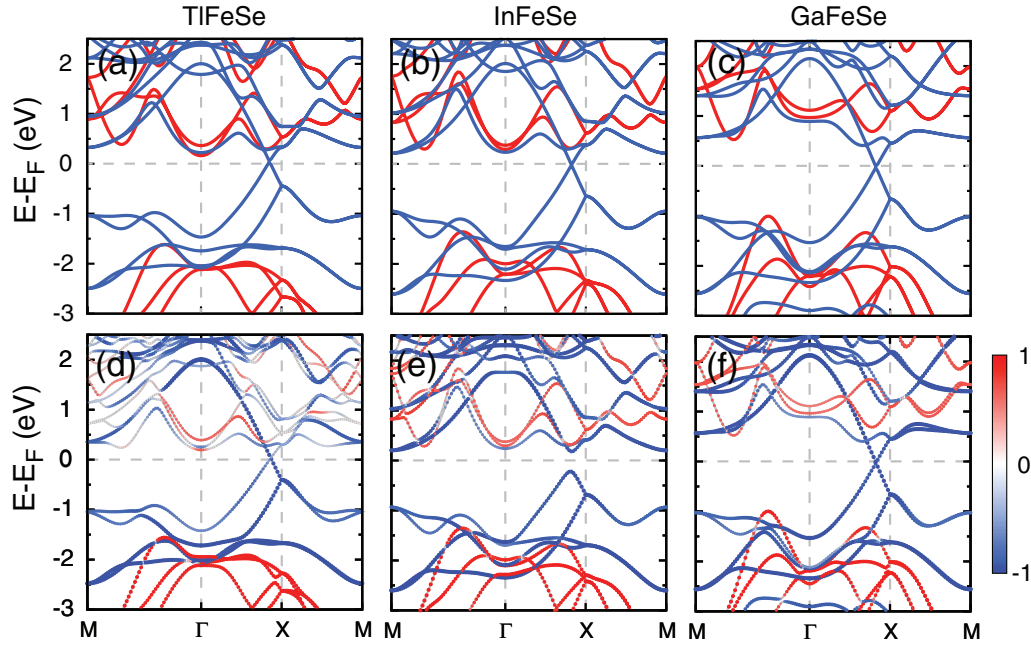 TlFeSe InFeSe GaFeSe
(a) (b) (c)
E-E_F (eV)
2
1
0
-1
-2
-3
(d) (e) (f)
E-E_F (eV)
2
1
0
-1
-2
-3
M Γ X M M Γ X M M Γ X M
1
0
-1